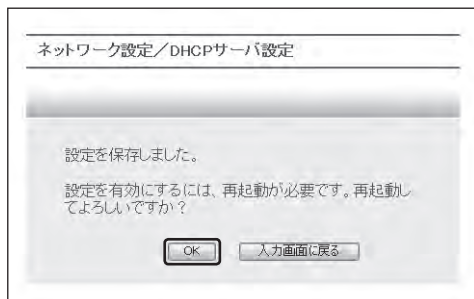 ネットワーク設定／DHCPサーバ設定
設定を保存しました。
設定を有効にするには、再起動が必要です。再起動し
てよろしいですか？
OK
入力画面に戻る